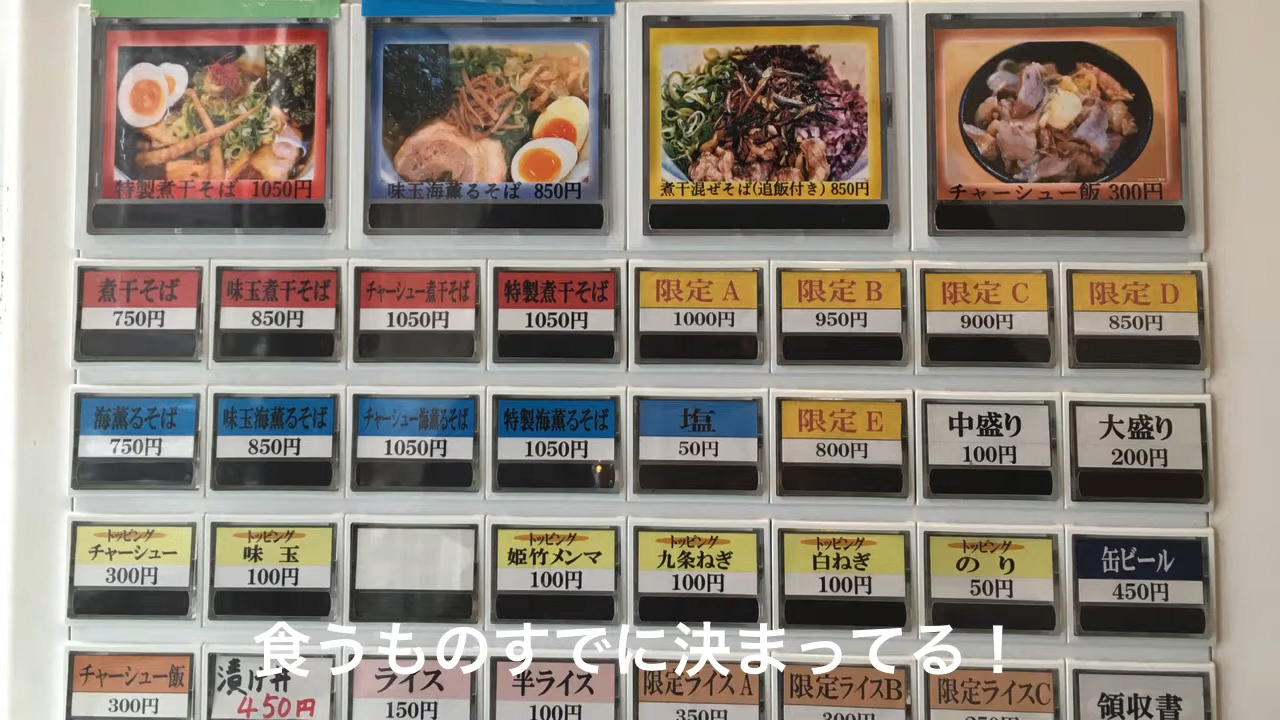 特製煮干そば 1050円
味玉海薫るそば 850円
煮干混ぜそば(追飯付き) 850円
チャーシュー飯 300円
煮干そば
750円
味玉煮干そば
850円
チャーシュー煮干そば
1050円
特製煮干そば
1050円
限定 A
1000円
限定 B
950円
限定 C
900円
限定 D
850円
海薫るそば
750円
味玉海薫るそば
850円
チャーシュー海薫るそば
1050円
特製海薫るそば
1050円
塩
50円
限定 E
800円
中盛り
100円
大盛り
200円
トッピング
チャーシュー
300円
トッピング
味 玉
100円
トッピング
姫竹メンマ
100円
トッピング
九条ねぎ
100円
トッピング
白ねぎ
100円
トッピング
のり
50円
缶ビール
450円
食うものすでに決まってる!
チャーシュー飯
300円
漬け丼
450円
ライス
150円
半ライス
100円
限定ライスA
350円
限定ライスB
300円
限定ライスC
領収書